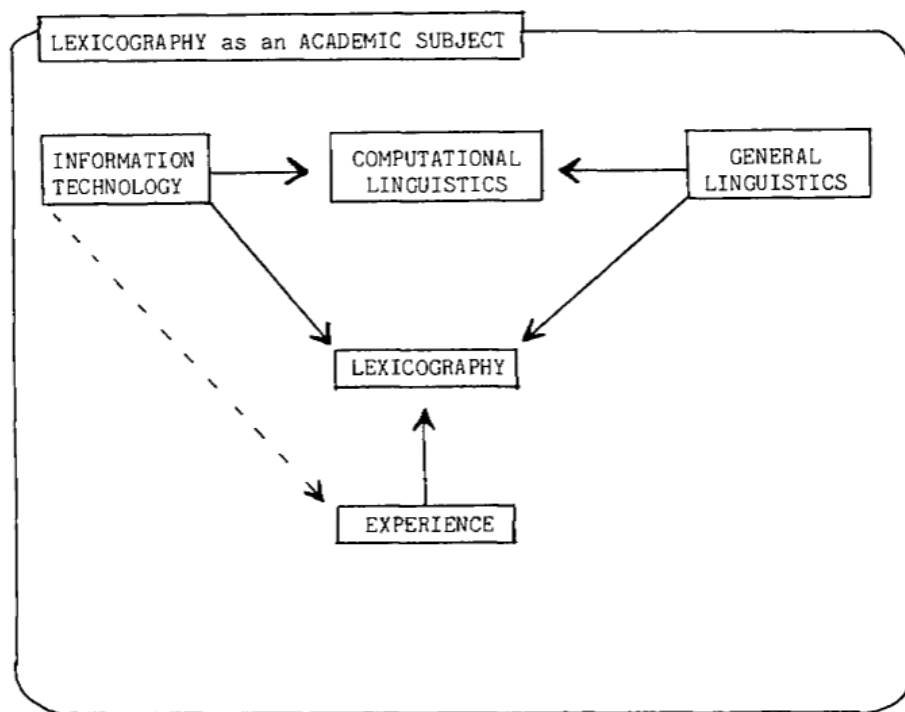 LEXICOGRAPHY as an ACADEMIC SUBJECT
INFORMATION
TECHNOLOGY
COMPUTATIONAL
LINGUISTICS
GENERAL
LINGUISTICS
LEXICOGRAPHY
EXPERIENCE